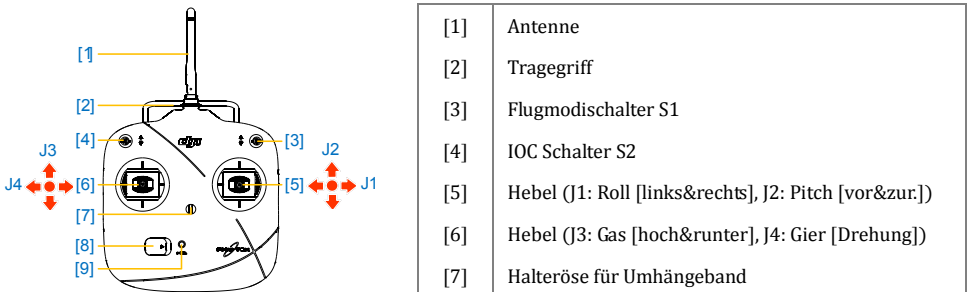 [1]
[2]
[4]
[3]
dji
J3
J2
J4
[6]
[5]
J1
[7]
[8]
[9]
PHANTOM
[1] Antenne
[2] Tragegriff
[3] Flugmodischalter S1
[4] IOC Schalter S2
[5] Hebel (J1: Roll [links&rechts], J2: Pitch [vor&zur.])
[6] Hebel (J3: Gas [hoch&runter], J4: Gier [Drehung])
[7] Halteröse für Umhängeband